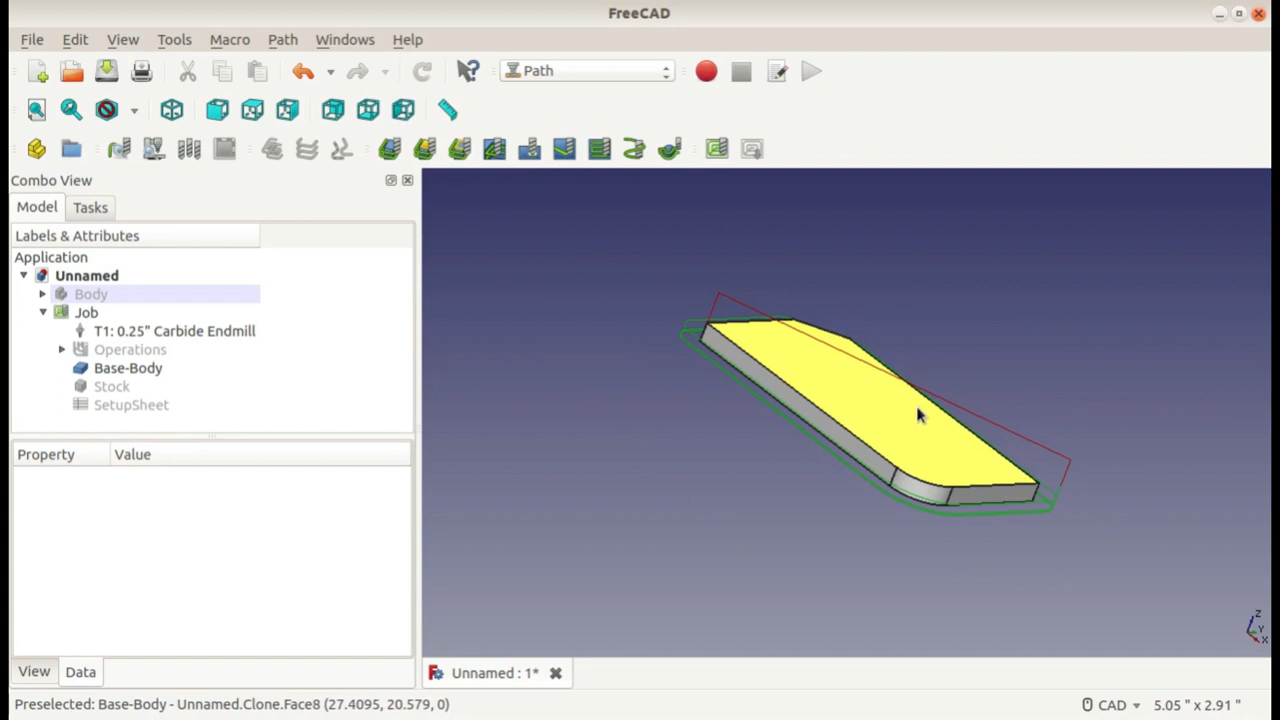 FreeCAD
File Edit View Tools Macro Path Windows Help
Path
Combo View
Model Tasks
Labels & Attributes
Application
Unnamed
Body
Job
T1: 0.25" Carbide Endmill
Operations
Base-Body
Stock
SetupSheet
Property Value
Z
Y
X
View Data
Unnamed : 1*
Preselected: Base-Body - Unnamed.Clone.Face8 (27.4095, 20.579, 0) CAD 5.05 " x 2.91 "